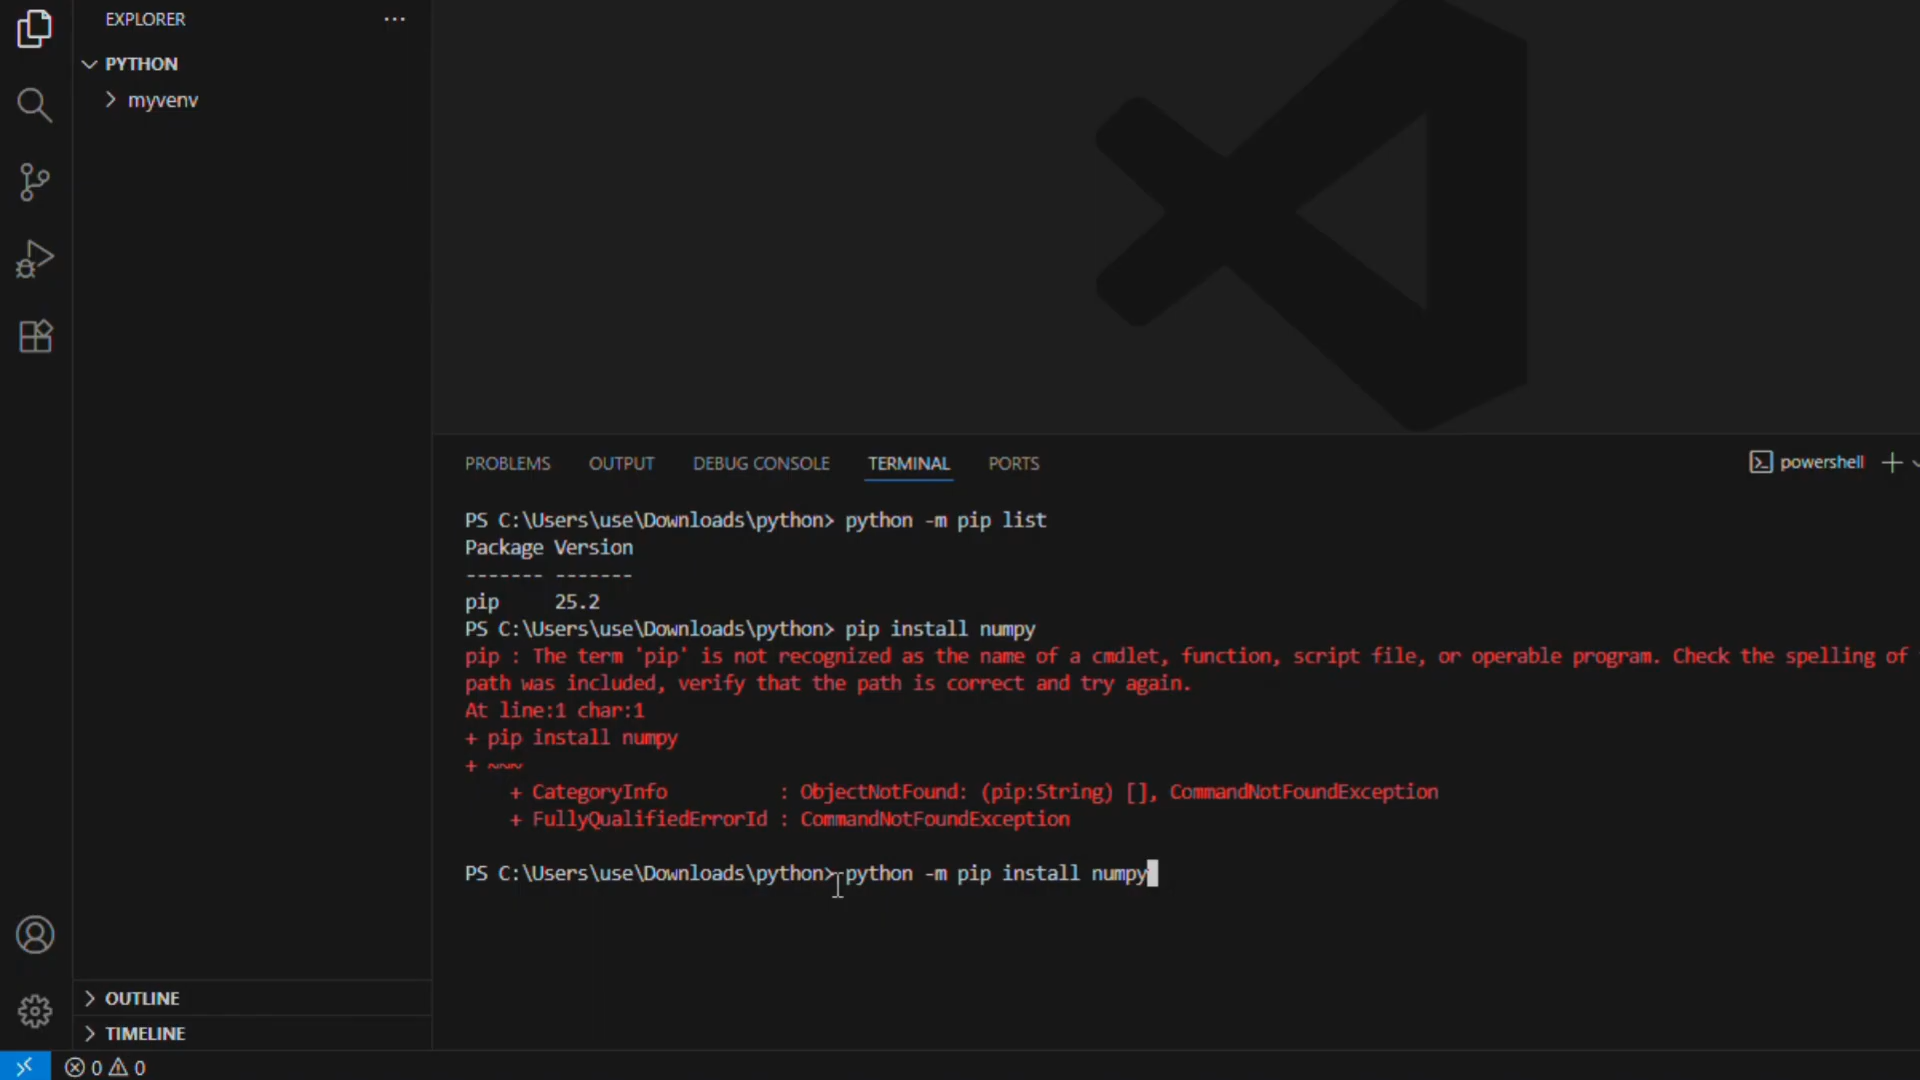 EXPLORER
PYTHON
myvenv
PROBLEMS OUTPUT DEBUG CONSOLE TERMINAL PORTS
powershell
PS C:\Users\use\Downloads\python> python -m pip list
Package Version
------- -------
pip     25.2
PS C:\Users\use\Downloads\python> pip install numpy
pip : The term 'pip' is not recognized as the name of a cmdlet, function, script file, or operable program. Check the spelling of
path was included, verify that the path is correct and try again.
At line:1 char:1
+ pip install numpy
+ ~~~
    + CategoryInfo          : ObjectNotFound: (pip:String) [], CommandNotFoundException
    + FullyQualifiedErrorId : CommandNotFoundException
PS C:\Users\use\Downloads\python> python -m pip install numpy
OUTLINE
TIMELINE
0 0